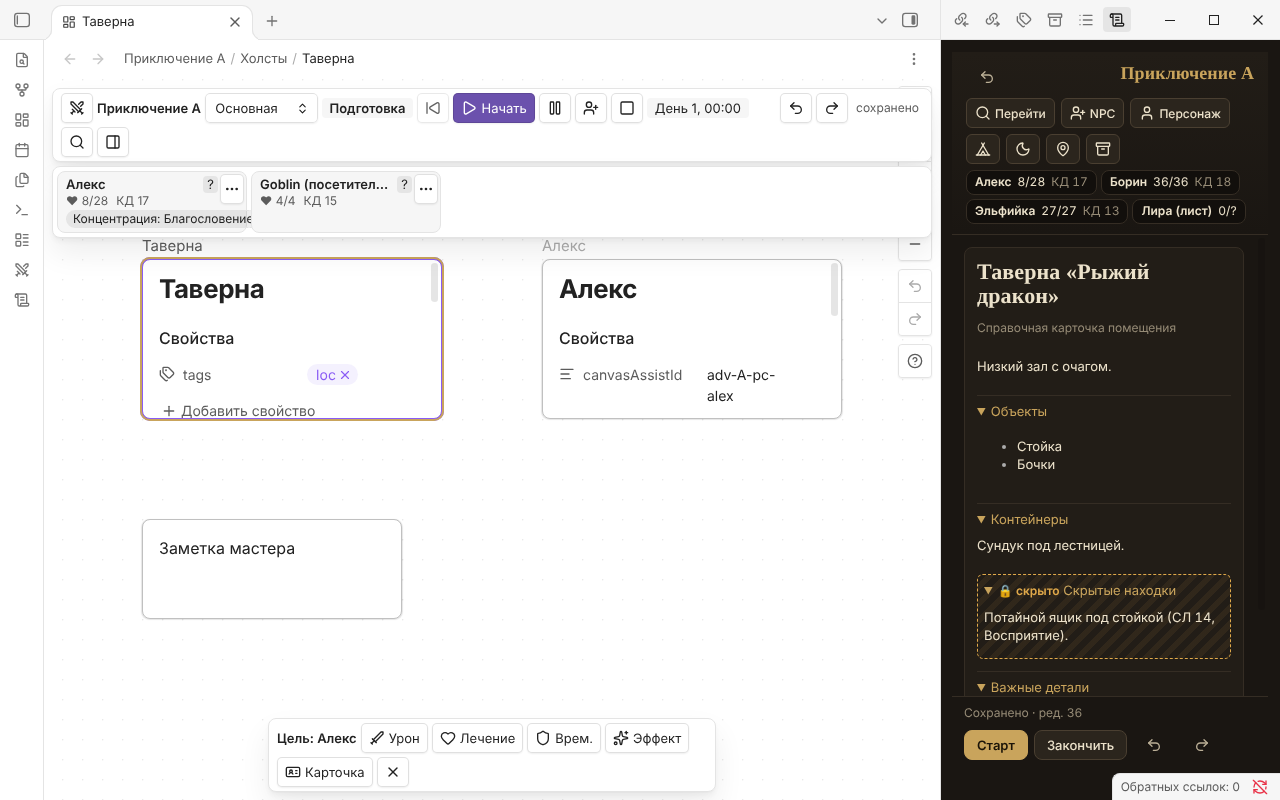 Таверна
Приключение A / Холсты / Таверна
Приключение A
Основная
Подготовка
Начать
День 1, 00:00
сохранено
Алекс
?
8/28 КД 17
Концентрация: Благословение
Goblin (посетител...
?
4/4 КД 15
Таверна
Таверна
Свойства
tags
loc
Добавить свойство
Алекс
Алекс
Свойства
canvasAssistId
adv-A-pc-
alex
Заметка мастера
Цель: Алекс
Урон
Лечение
Врем.
Эффект
Карточка
Приключение A
Перейти
NPC
Персонаж
Алекс 8/28 КД 17
Борин 36/36 КД 18
Эльфийка 27/27 КД 13
Лира (лист) 0/?
Таверна «Рыжий
дракон»
Справочная карточка помещения
Низкий зал с очагом.
Объекты
• Стойка
• Бочки
Контейнеры
Сундук под лестницей.
скрыто Скрытые находки
Потайной ящик под стойкой (СЛ 14,
Восприятие).
Важные детали
Сохранено · ред. 36
Старт
Закончить
Обратных ссылок: 0